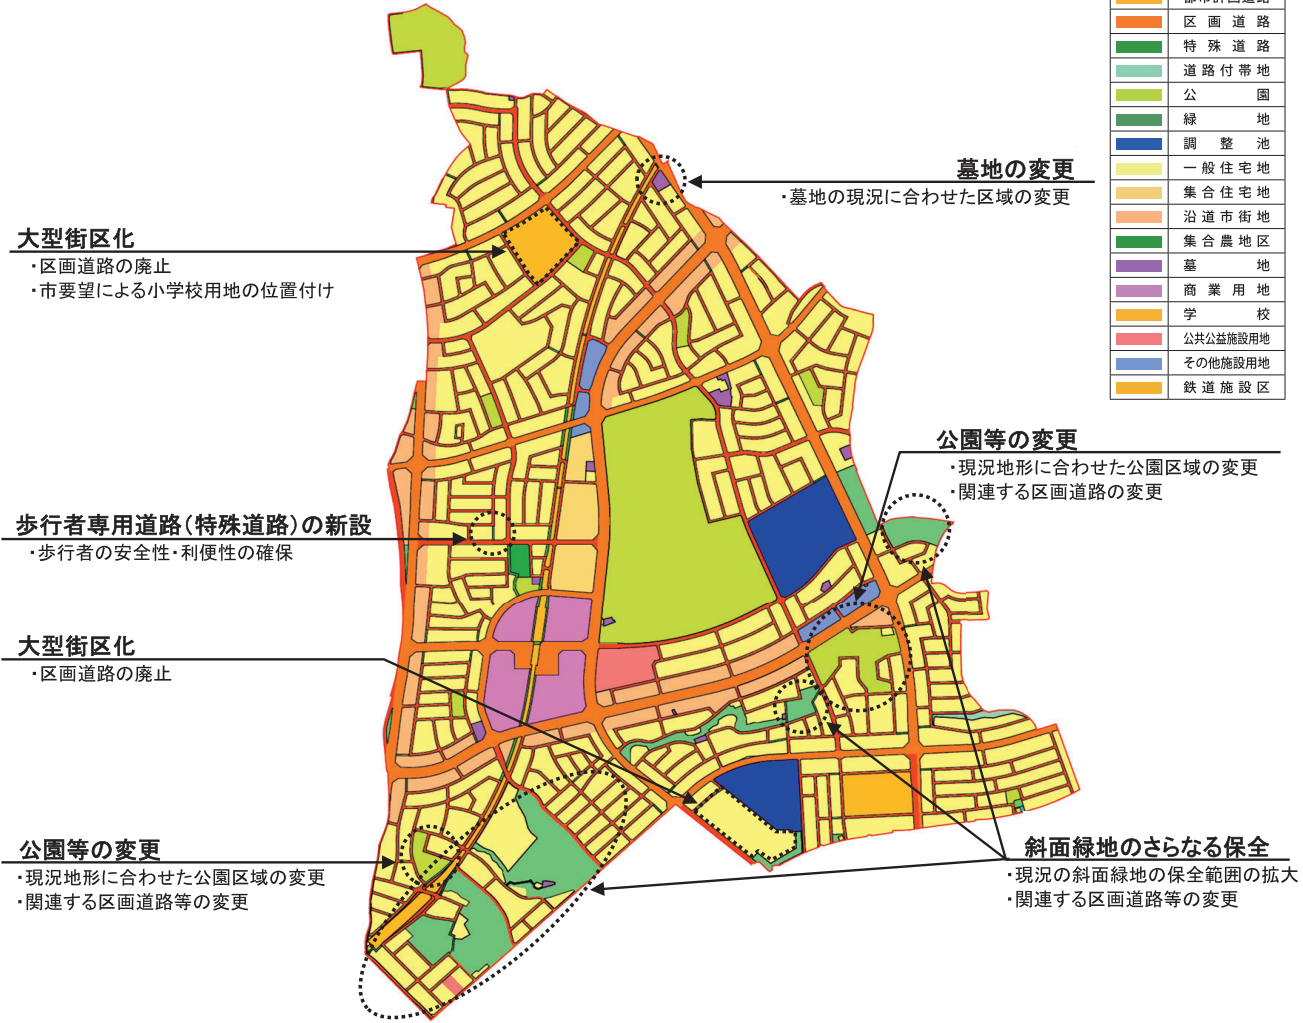 区画道路
特殊道路
道路付帯地
公園
緑地
調整池
一般住宅地
集合住宅地
沿道市街地
集合農地区
墓地
商業用地
学校
公共公益施設用地
その他施設用地
鉄道施設区
墓地の変更
・墓地の現況に合わせた区域の変更
大型街区化
・区画道路の廃止
・市要望による小学校用地の位置付け
公園等の変更
・現況地形に合わせた公園区域の変更
・関連する区画道路の変更
歩行者専用道路(特殊道路)の新設
・歩行者の安全性・利便性の確保
大型街区化
・区画道路の廃止
公園等の変更
・現況地形に合わせた公園区域の変更
・関連する区画道路等の変更
斜面緑地のさらなる保全
・現況の斜面緑地の保全範囲の拡大
・関連する区画道路等の変更